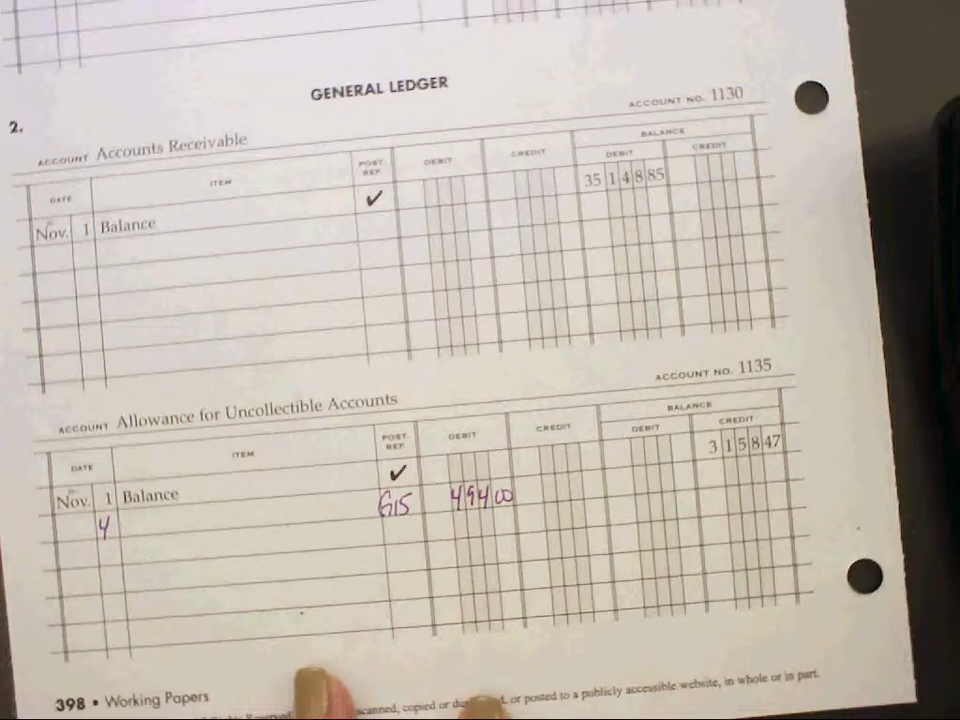 GENERAL LEDGER
2.
ACCOUNT Accounts Receivable ACCOUNT NO. 1130
DATE ITEM POST REF. DEBIT CREDIT BALANCE DEBIT CREDIT
Nov. 1 Balance ✓ 35 1 4 8 85
ACCOUNT Allowance for Uncollectible Accounts ACCOUNT NO. 1135
DATE ITEM POST REF. DEBIT CREDIT BALANCE DEBIT CREDIT
Nov. 1 Balance ✓ 3 1 5 8 47
4 G15 494 00
398 • Working Papers
scanned, copied or or posted to a publicly accessible website, in whole or in part.